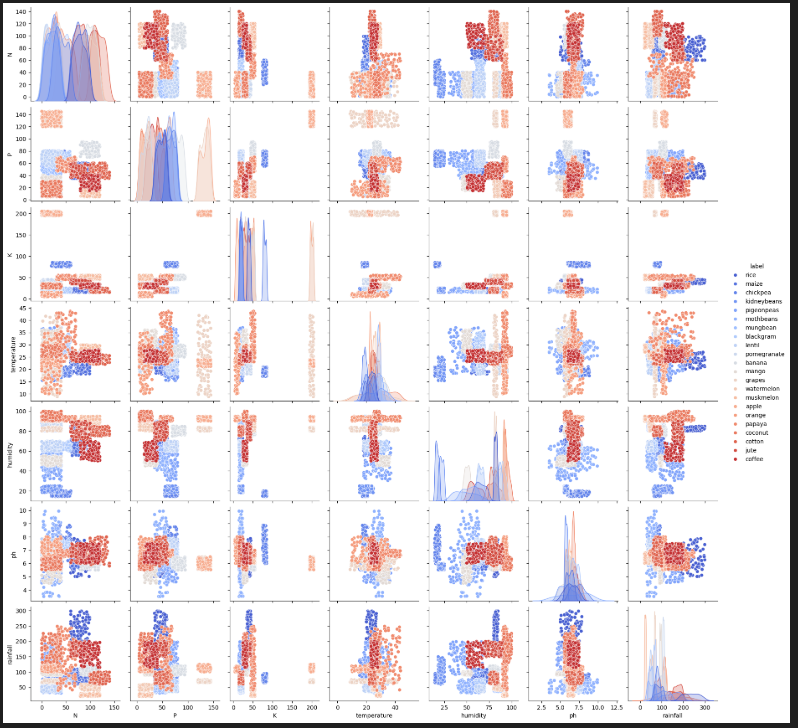 140
120
100
80
60
40
20
0
N
140
120
100
80
60
40
20
0
P
200
150
100
50
0
K
45
40
35
30
25
20
15
10
temperature
100
80
60
40
20
humidity
10
9
8
7
6
5
4
ph
300
250
200
150
100
50
rainfall
0 50 100 150
N
0 50 100 150
P
0 50 100 150 200
K
0 20 40
temperature
0 25 50 75 100
humidity
2.5 5.0 7.5 10.0 12.5
ph
0 100 200 300
rainfall
label
rice
maize
chickpea
kidneybeans
pigeonpeas
mothbeans
mungbean
blackgram
lentil
pomegranate
banana
mango
grapes
watermelon
muskmelon
apple
orange
papaya
coconut
cotton
jute
coffee